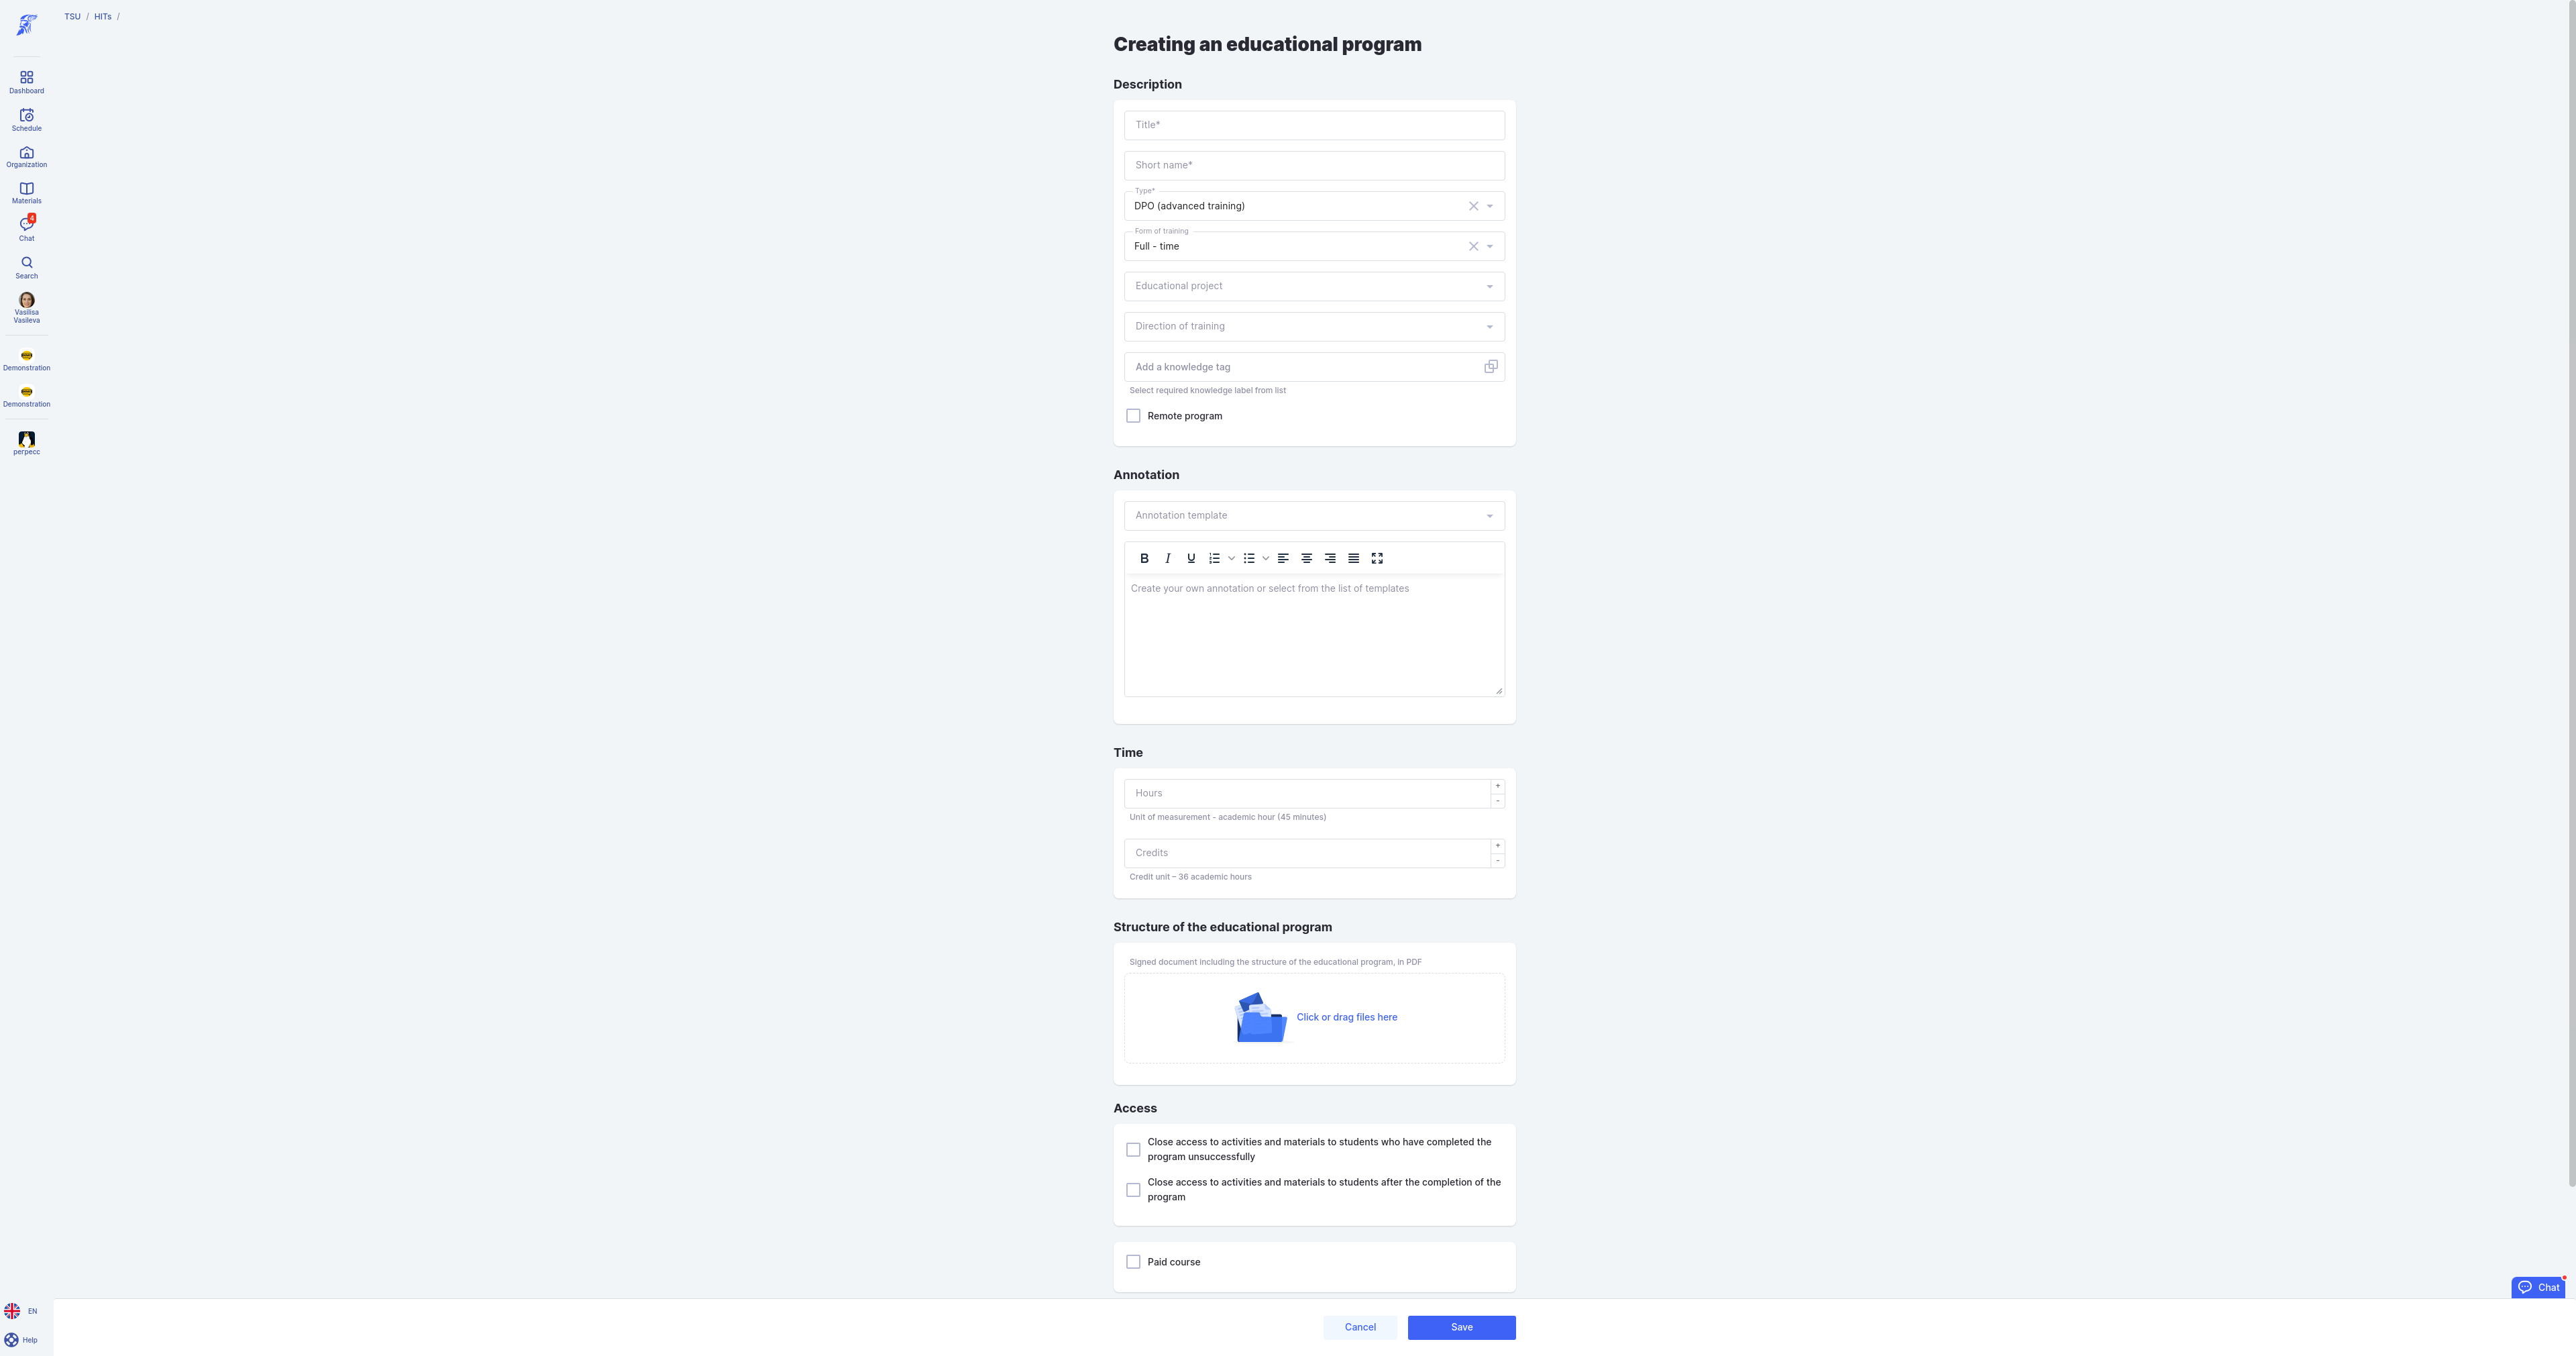 TSU / HITs /
Dashboard
Schedule
Organization
Materials
4
Chat
Search
Vasilisa
Vasileva
Demonstration
Demonstration
perpecc
EN
Help
Creating an educational program
Description
Title*
Short name*
Type*
DPO (advanced training)
Form of training
Full - time
Educational project
Direction of training
Add a knowledge tag
Select required knowledge label from list
Remote program
Annotation
Annotation template
B I U
Create your own annotation or select from the list of templates
Time
Hours
+
-
Unit of measurement - academic hour (45 minutes)
Credits
+
-
Credit unit – 36 academic hours
Structure of the educational program
Signed document including the structure of the educational program, in PDF
Click or drag files here
Access
Close access to activities and materials to students who have completed the
program unsuccessfully
Close access to activities and materials to students after the completion of the
program
Paid course
Chat
Cancel
Save